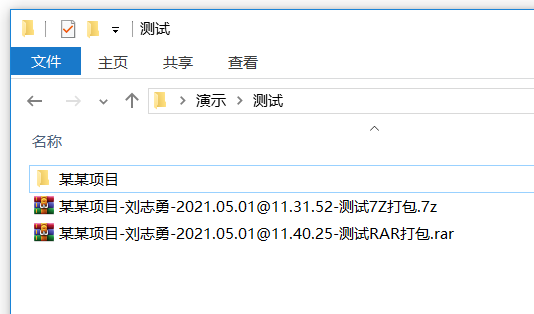 测试
文件 主页 共享 查看
演示 测试
名称
某某项目
某某项目-刘志勇-2021.05.01@11.31.52-测试7Z打包.7z
某某项目-刘志勇-2021.05.01@11.40.25-测试RAR打包.rar